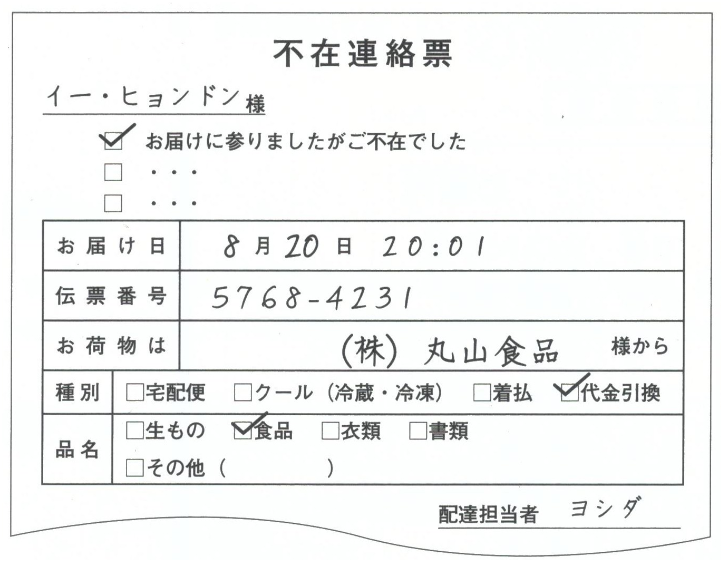 不在連絡票
イー・ヒョンドン様
☑ お届けに参りましたがご不在でした
□ ・・・
□ ・・・
お届け日 8月20日 20:01
伝票番号 5768-4231
お荷物は (株) 丸山食品 様から
種別 □宅配便 □クール（冷蔵・冷凍） □着払 ☑代金引換
品名 □生もの ☑食品 □衣類 □書類
□その他（ ）
配達担当者 ヨシダ